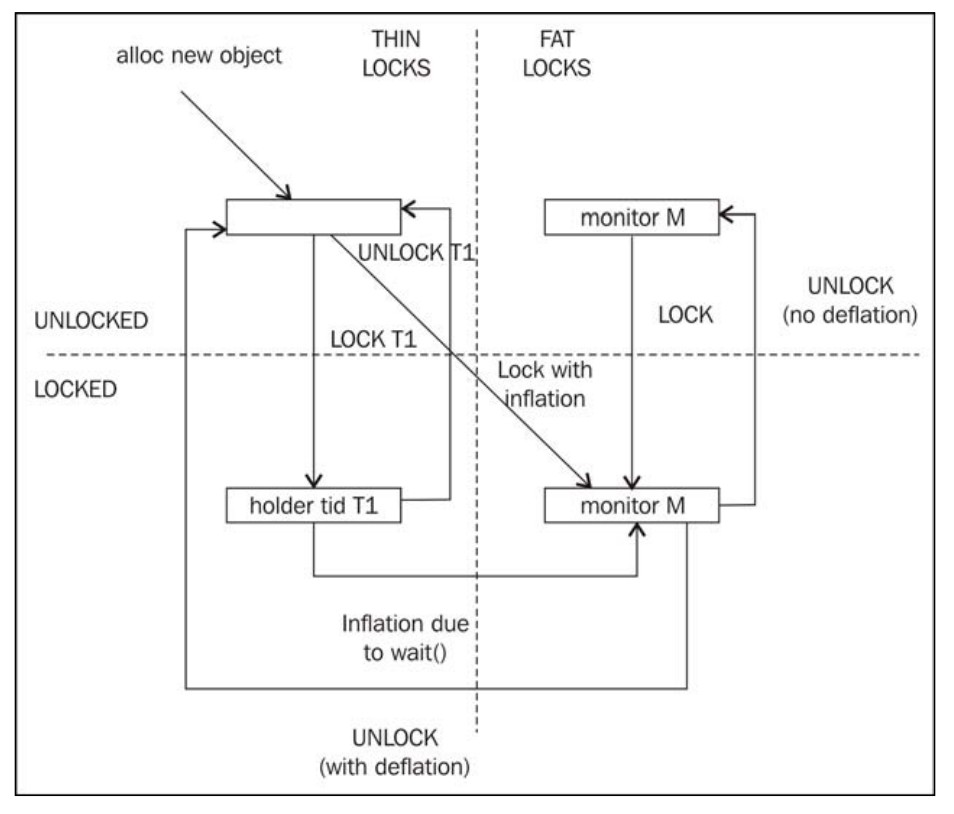 THIN
LOCKS
FAT
LOCKS
alloc new object
monitor M
UNLOCK T1
UNLOCK
(no deflation)
LOCK
UNLOCKED
LOCK T1
LOCKED
Lock with
inflation
holder tid T1
monitor M
Inflation due
to wait()
UNLOCK
(with deflation)